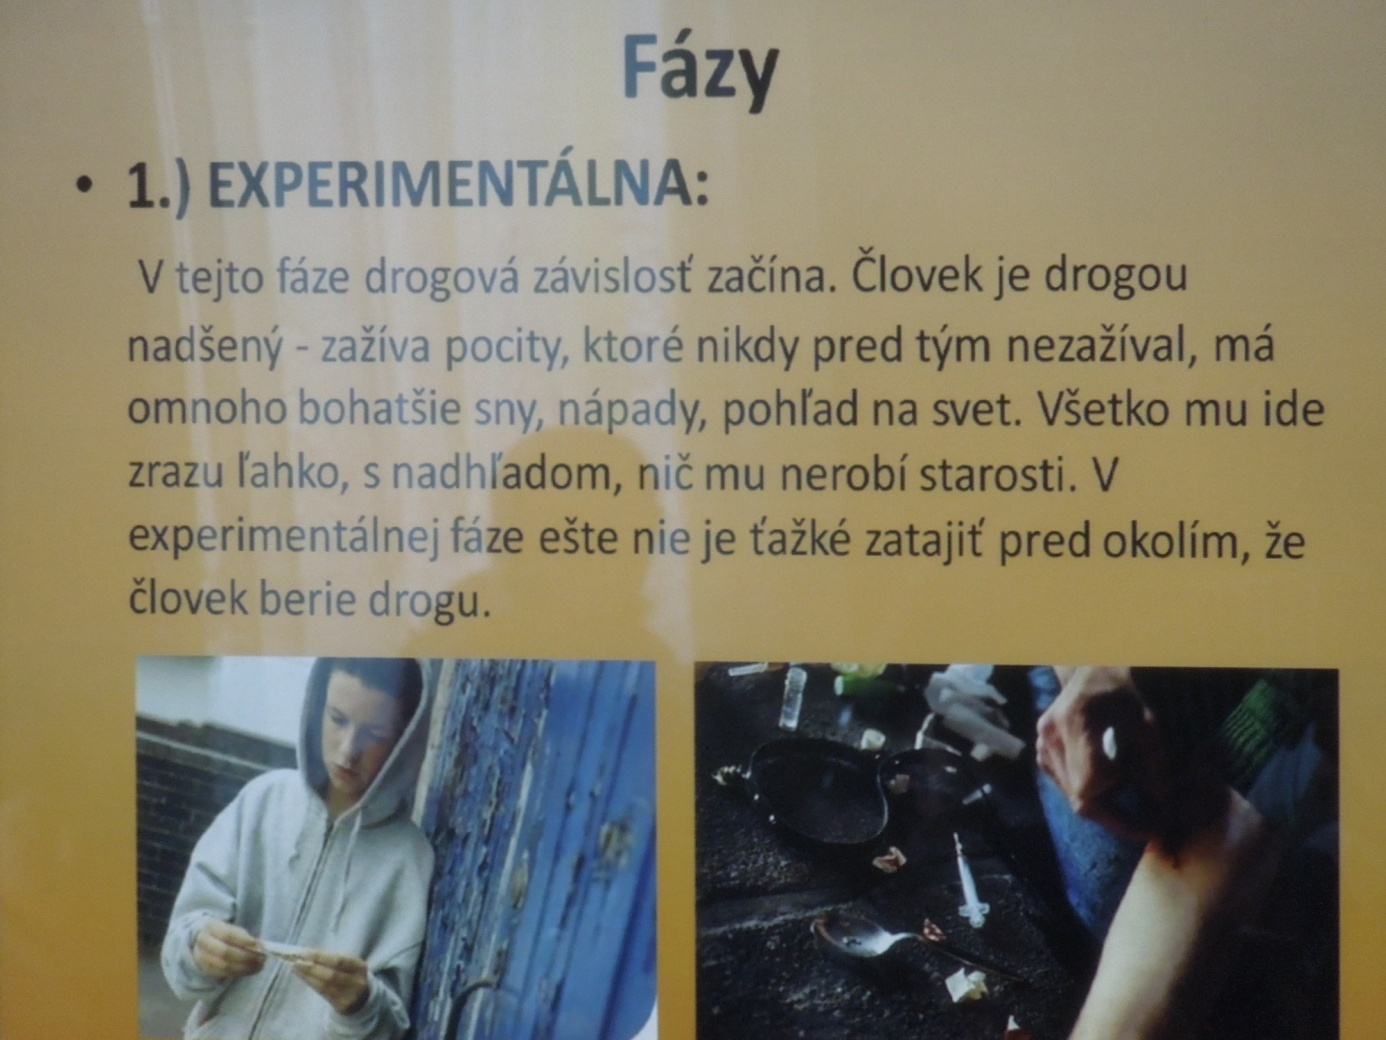 Fázy
• 1.) EXPERIMENTÁLNA:
V tejto fáze drogová závislosť začína. Človek je drogou
nadšený - zažíva pocity, ktoré nikdy pred tým nezažíval, má
omnoho bohatšie sny, nápady, pohľad na svet. Všetko mu ide
zrazu ľahko, s nadhľadom, nič mu nerobí starosti. V
experimentálnej fáze ešte nie je ťažké zatajiť pred okolím, že
človek berie drogu.